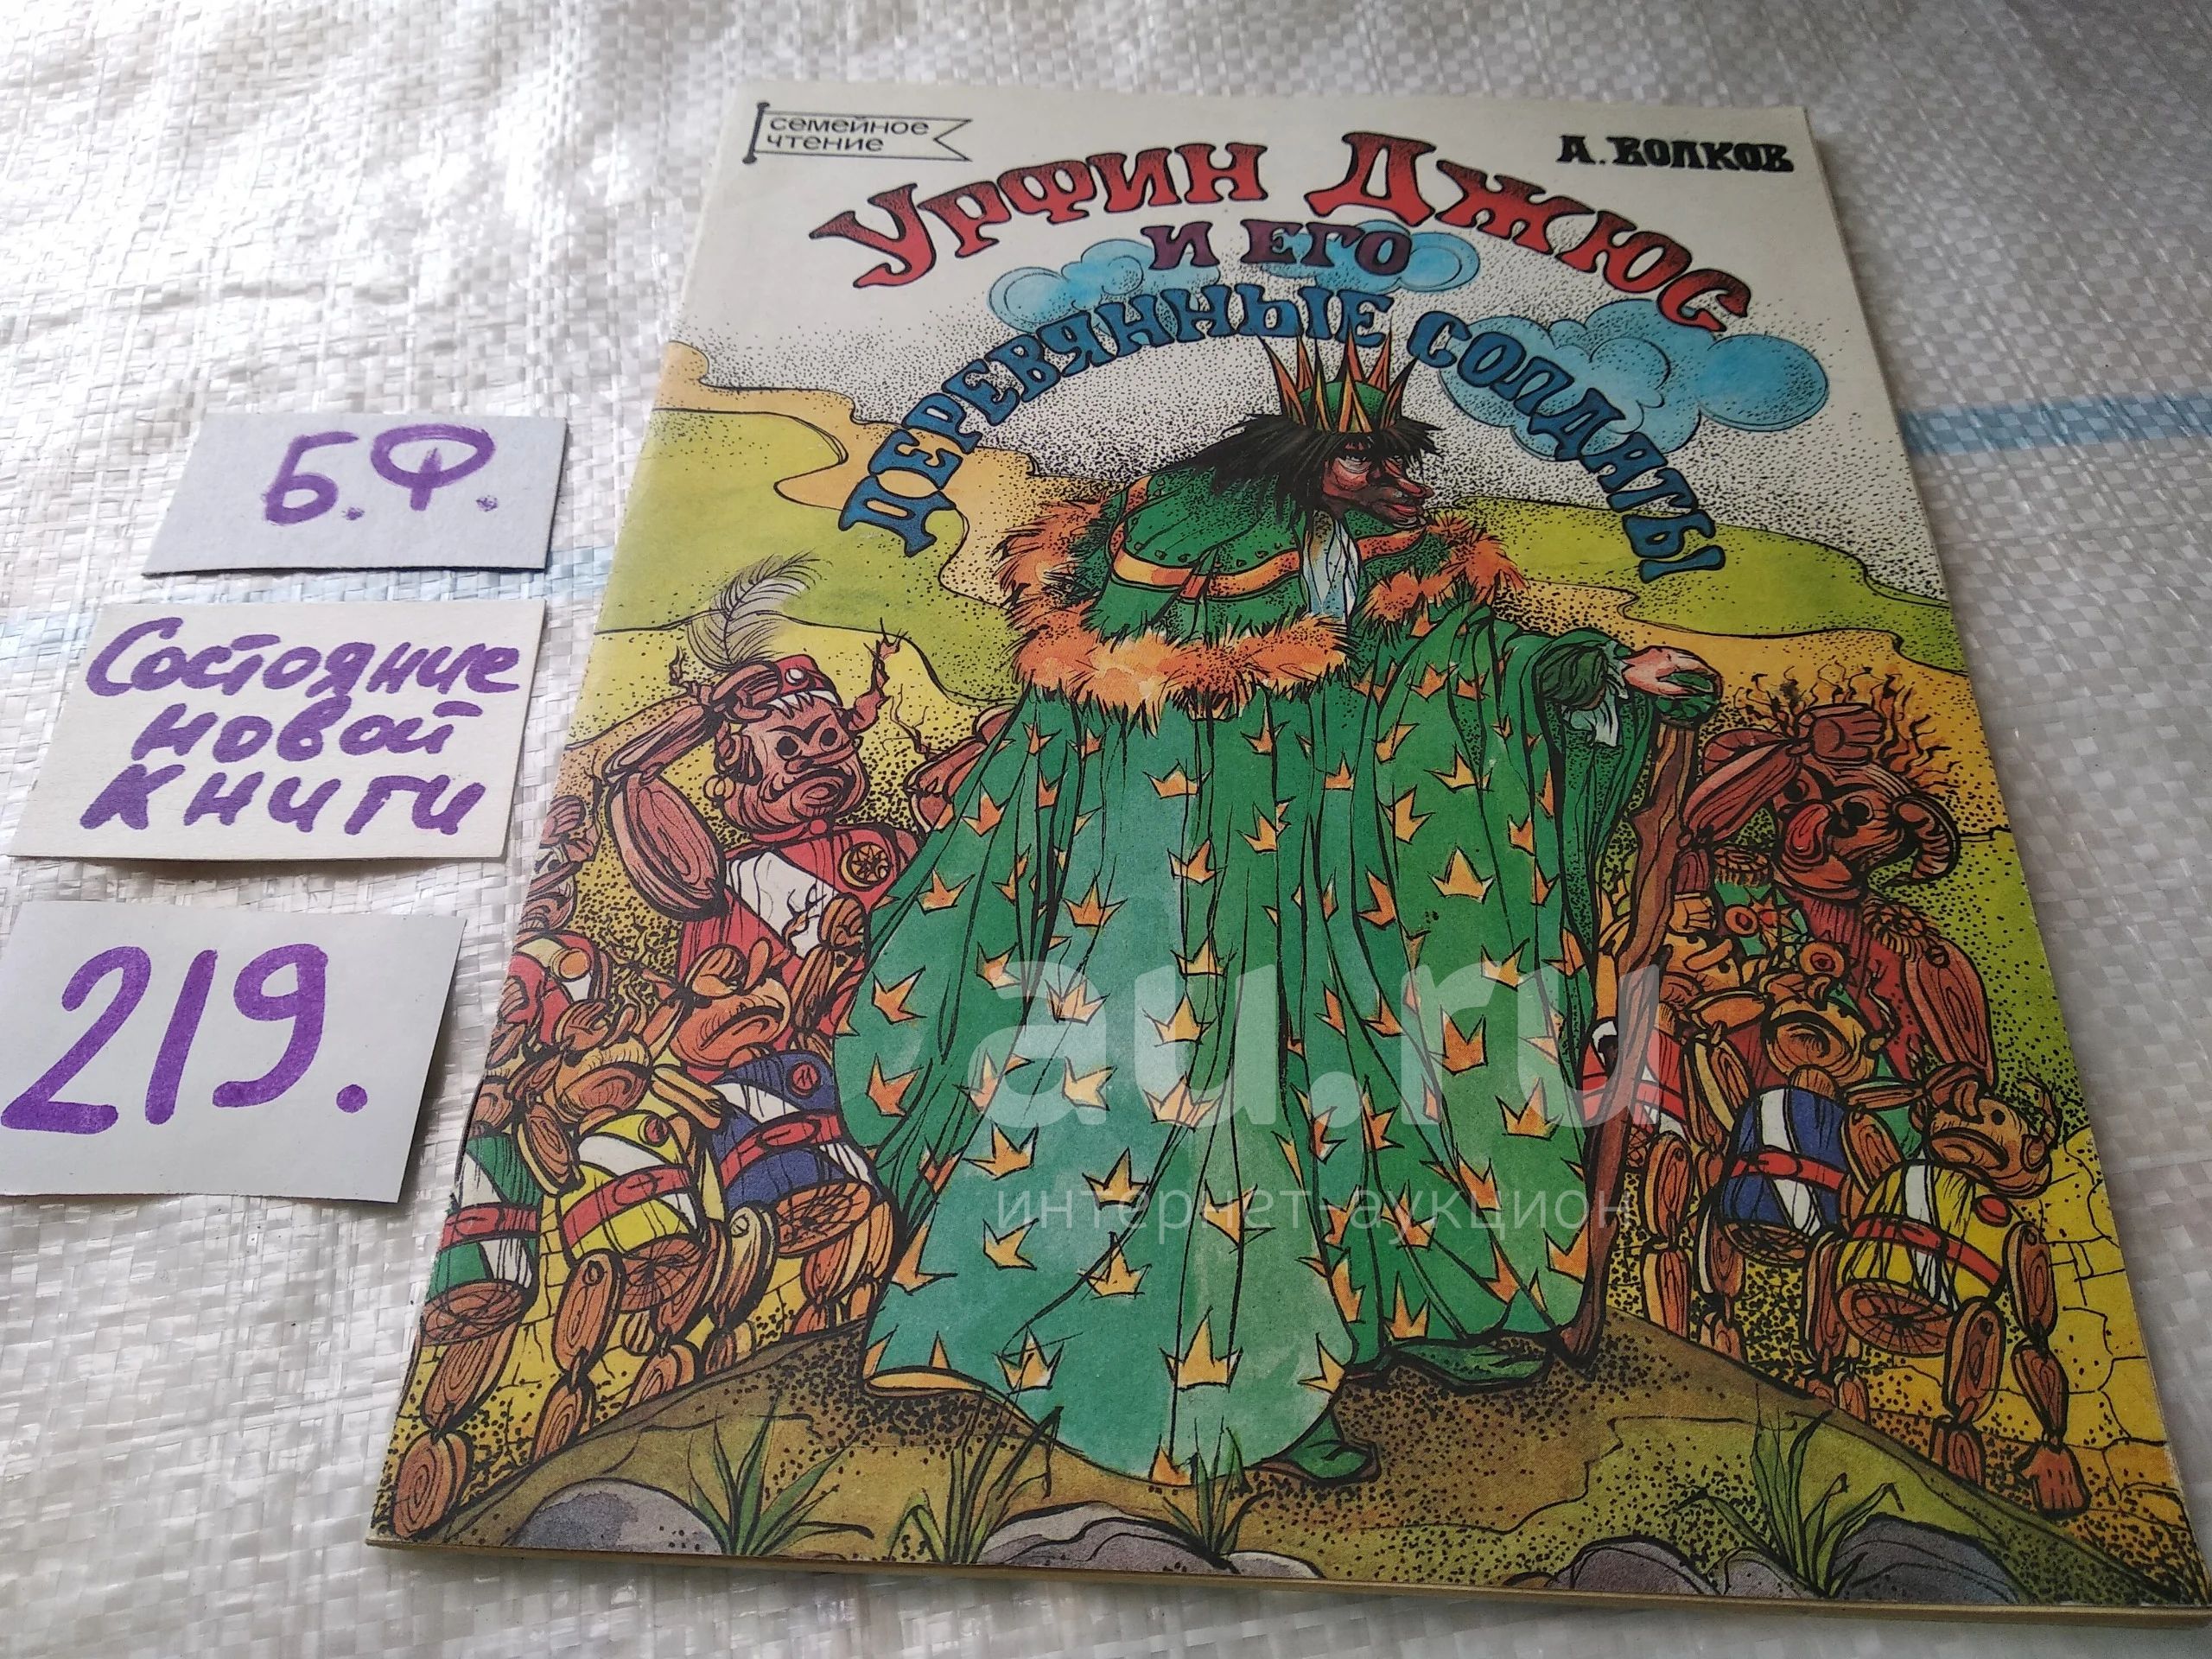 семейное
чтение
А. Волков
Урфин Джюс
и его
деревянные солдаты
Б.Ф.
Состояние
новой
книги
219.
au.ru
интернет-аукцион